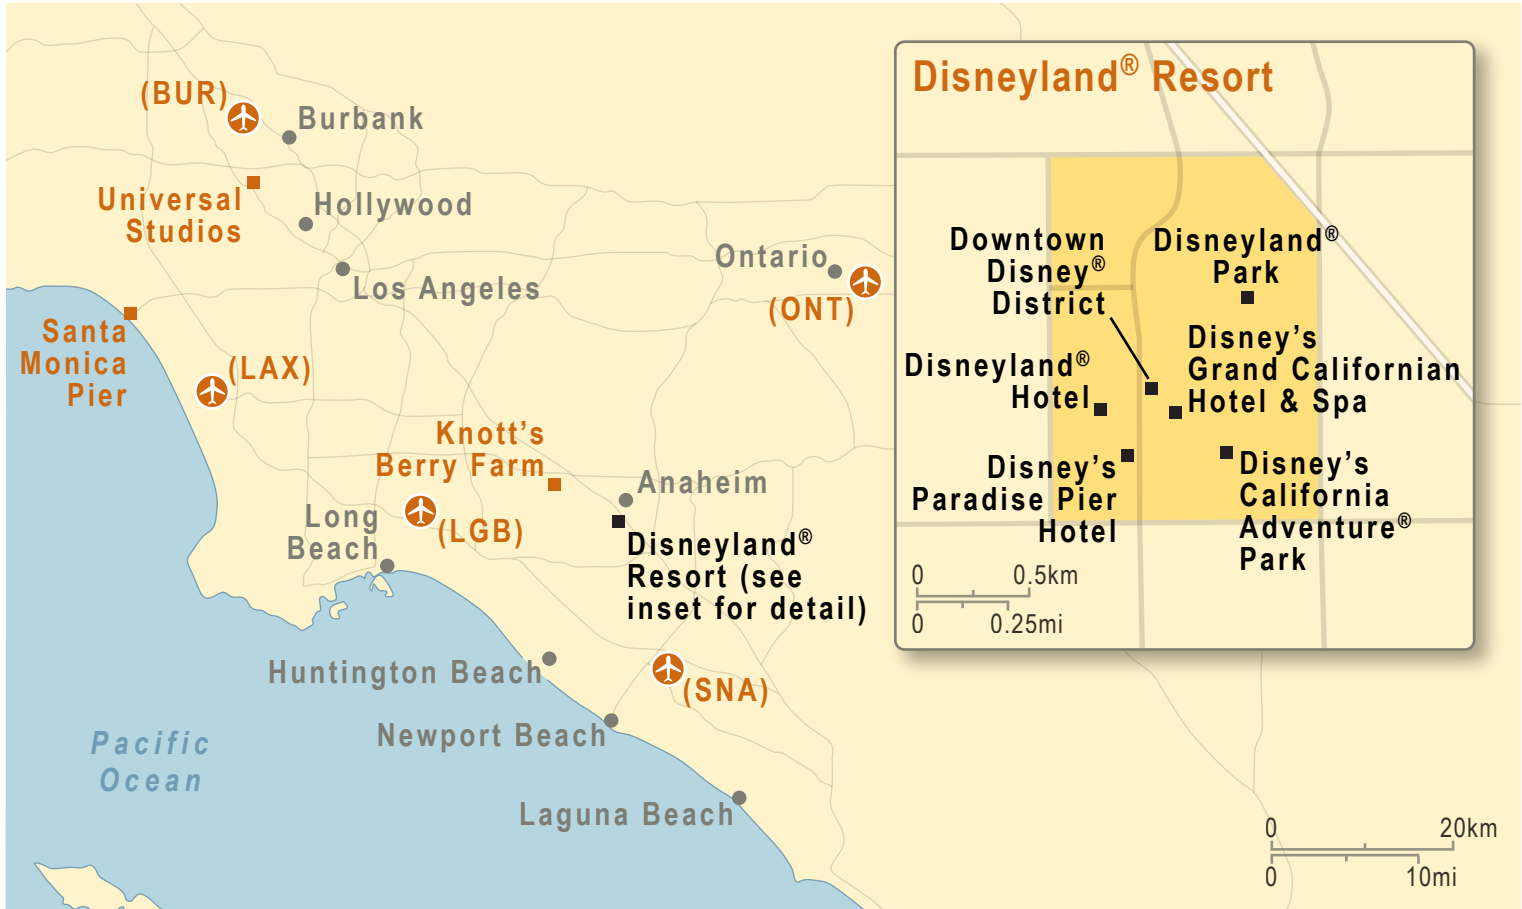 (BUR)
Burbank
Universal
Studios
Hollywood
Los Angeles
Ontario
(ONT)
Santa
Monica
Pier
(LAX)
Knott’s
Berry Farm
Anaheim
Long
Beach
(LGB)
Disneyland®
Resort (see
inset for detail)
Huntington Beach
(SNA)
Newport Beach
Pacific
Ocean
Laguna Beach
Disneyland® Resort
Downtown
Disney®
District
Disneyland®
Park
Disneyland®
Hotel
Disney’s
Grand Californian
Hotel & Spa
Disney’s
Paradise Pier
Hotel
Disney’s
California
Adventure®
Park
0 0.5km
0 0.25mi
0 20km
0 10mi